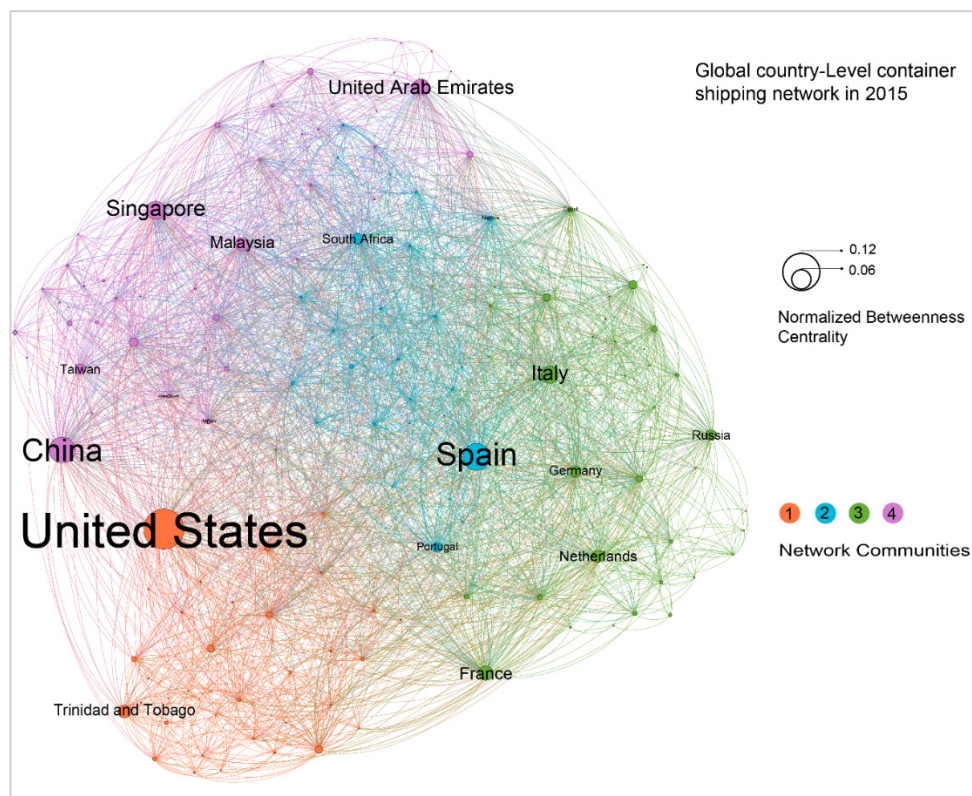 Global country-Level container
shipping network in 2015
United Arab Emirates
Singapore
Malaysia
South Africa
0.12
0.06
Normalized Betweenness
Centrality
Taiwan
Italy
China
Spain
Russia
Germany
United States
1 2 3 4
Network Communities
Portugal
Netherlands
France
Trinidad and Tobago